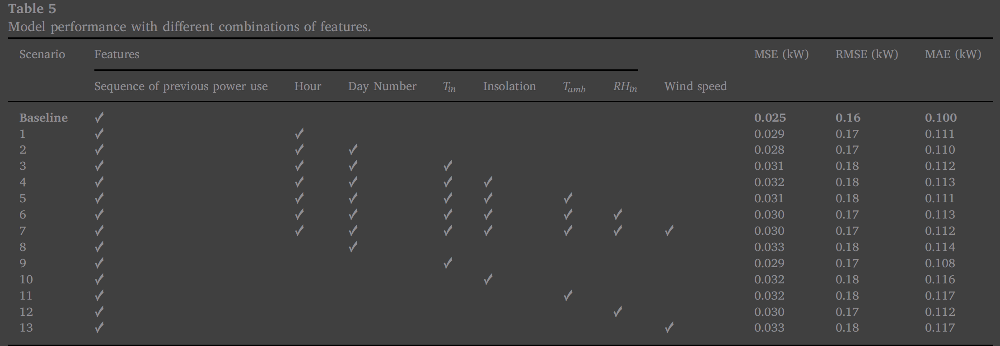 Table 5
Model performance with different combinations of features.
Scenario Features MSE (kW) RMSE (kW) MAE (kW)
Sequence of previous power use Hour Day Number Tin Insolation Tamb RHin Wind speed
Baseline ✓ 0.025 0.16 0.100
1 ✓ ✓ 0.029 0.17 0.111
2 ✓ ✓ ✓ 0.028 0.17 0.110
3 ✓ ✓ ✓ ✓ 0.031 0.18 0.112
4 ✓ ✓ ✓ ✓ ✓ 0.032 0.18 0.113
5 ✓ ✓ ✓ ✓ ✓ ✓ 0.031 0.18 0.111
6 ✓ ✓ ✓ ✓ ✓ ✓ ✓ 0.030 0.17 0.113
7 ✓ ✓ ✓ ✓ ✓ ✓ ✓ ✓ 0.030 0.17 0.112
8 ✓ ✓ 0.033 0.18 0.114
9 ✓ ✓ 0.029 0.17 0.108
10 ✓ ✓ 0.032 0.18 0.116
11 ✓ ✓ 0.032 0.18 0.117
12 ✓ ✓ 0.030 0.17 0.112
13 ✓ ✓ 0.033 0.18 0.117